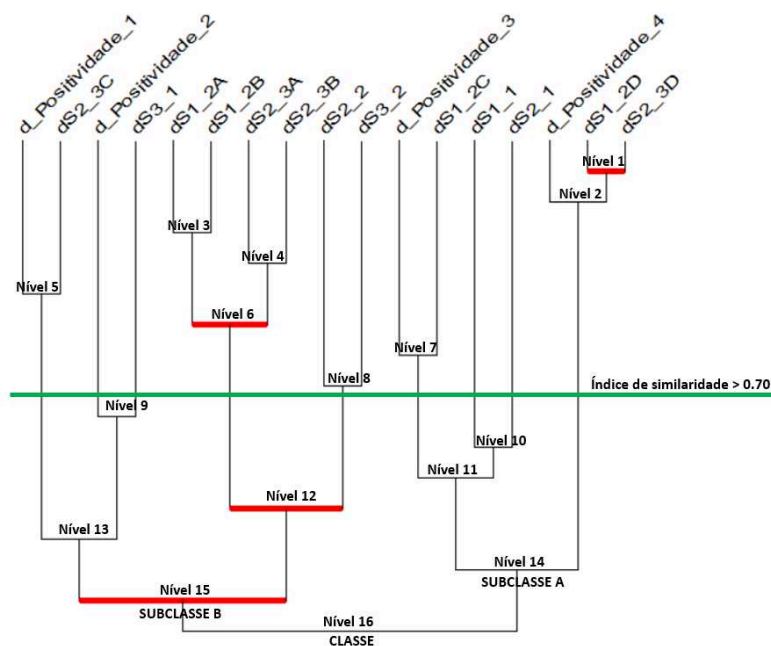 d_Positividade_1
dS2_3C
d_Positividade_2
dS3_1
dS1_2A
dS1_2B
dS2_3A
dS2_3B
dS2_2
dS3_2
d_Positividade_3
dS1_2C
dS1_1
dS2_1
d_Positividade_4
dS1_2D
dS2_3D
Nível 1
Nível 2
Nível 3
Nível 4
Nível 5
Nível 6
Nível 7
Nível 8
Índice de similaridade > 0.70
Nível 9
Nível 10
Nível 11
Nível 12
Nível 13
Nível 14
SUBCLASSE A
Nível 15
SUBCLASSE B
Nível 16
CLASSE